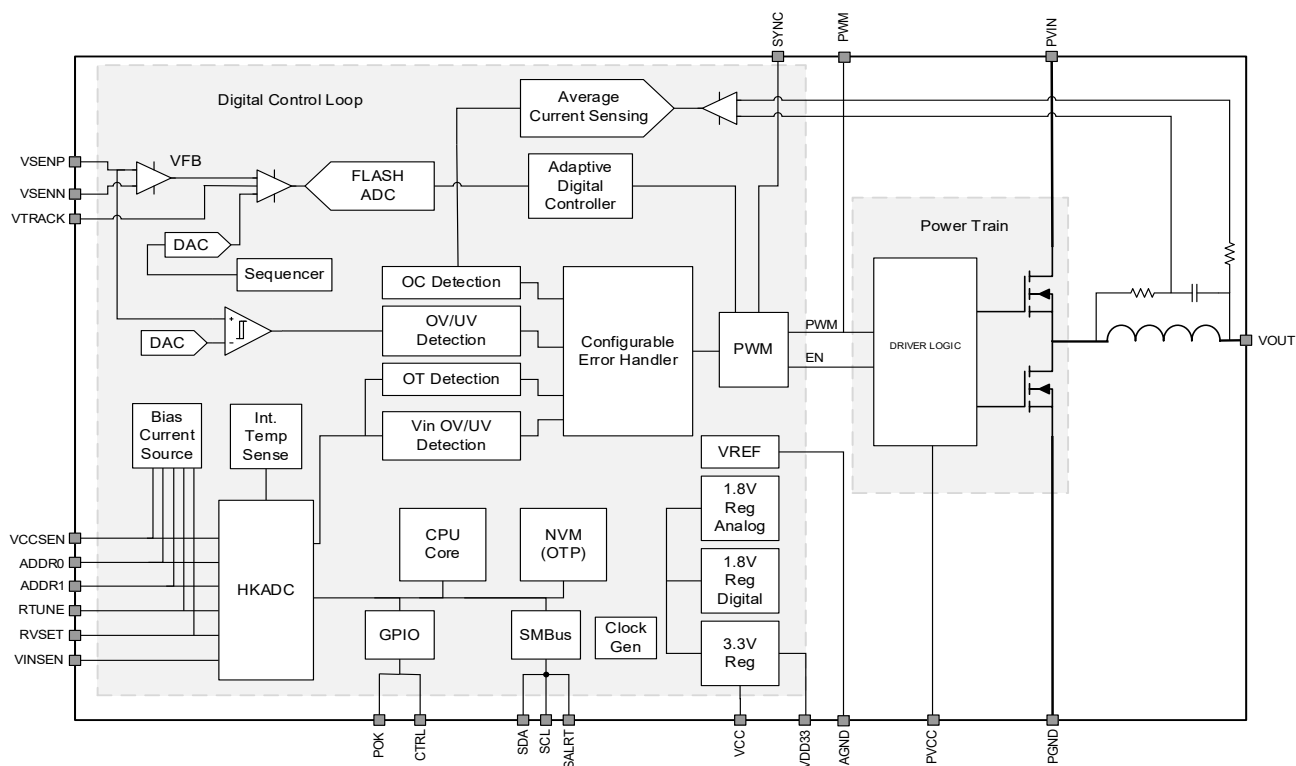 SYNC
PWM
PVIN
Digital Control Loop
Average
Current Sensing
VSENP
VSENN
VTRACK
VFB
FLASH
ADC
Adaptive
Digital
Controller
DAC
Sequencer
Power Train
OC Detection
OV/UV
Detection
OT Detection
Vin OV/UV
Detection
DAC
+
-
Configurable
Error Handler
PWM
PWM
EN
DRIVER LOGIC
VOUT
Bias
Current
Source
Int.
Temp
Sense
VREF
1.8V
Reg
Analog
1.8V
Reg
Digital
3.3V
Reg
VCCSEN
ADDR0
ADDR1
RTUNE
RVSET
VINSEN
HKADC
CPU
Core
NVM
(OTP)
GPIO
SMBus
Clock
Gen
POK
CTRL
SDA
SCL
SALRT
VCC
VDD33
AGND
PVCC
PGND